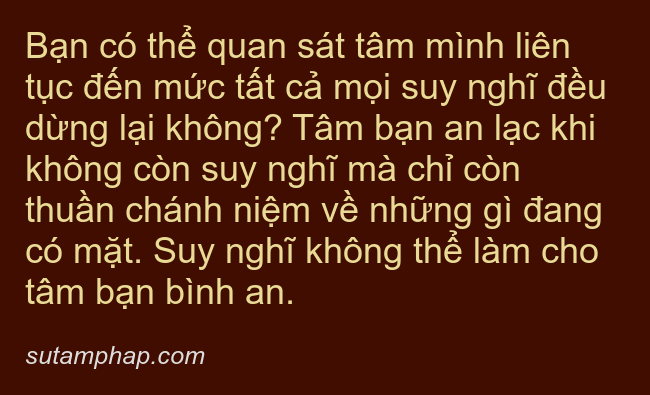 Bạn có thể quan sát tâm mình liên
tục đến mức tất cả mọi suy nghĩ đều
dừng lại không? Tâm bạn an lạc khi
không còn suy nghĩ mà chỉ còn
thuần chánh niệm về những gì đang
có mặt. Suy nghĩ không thể làm cho
tâm bạn bình an.
sutamphap.com